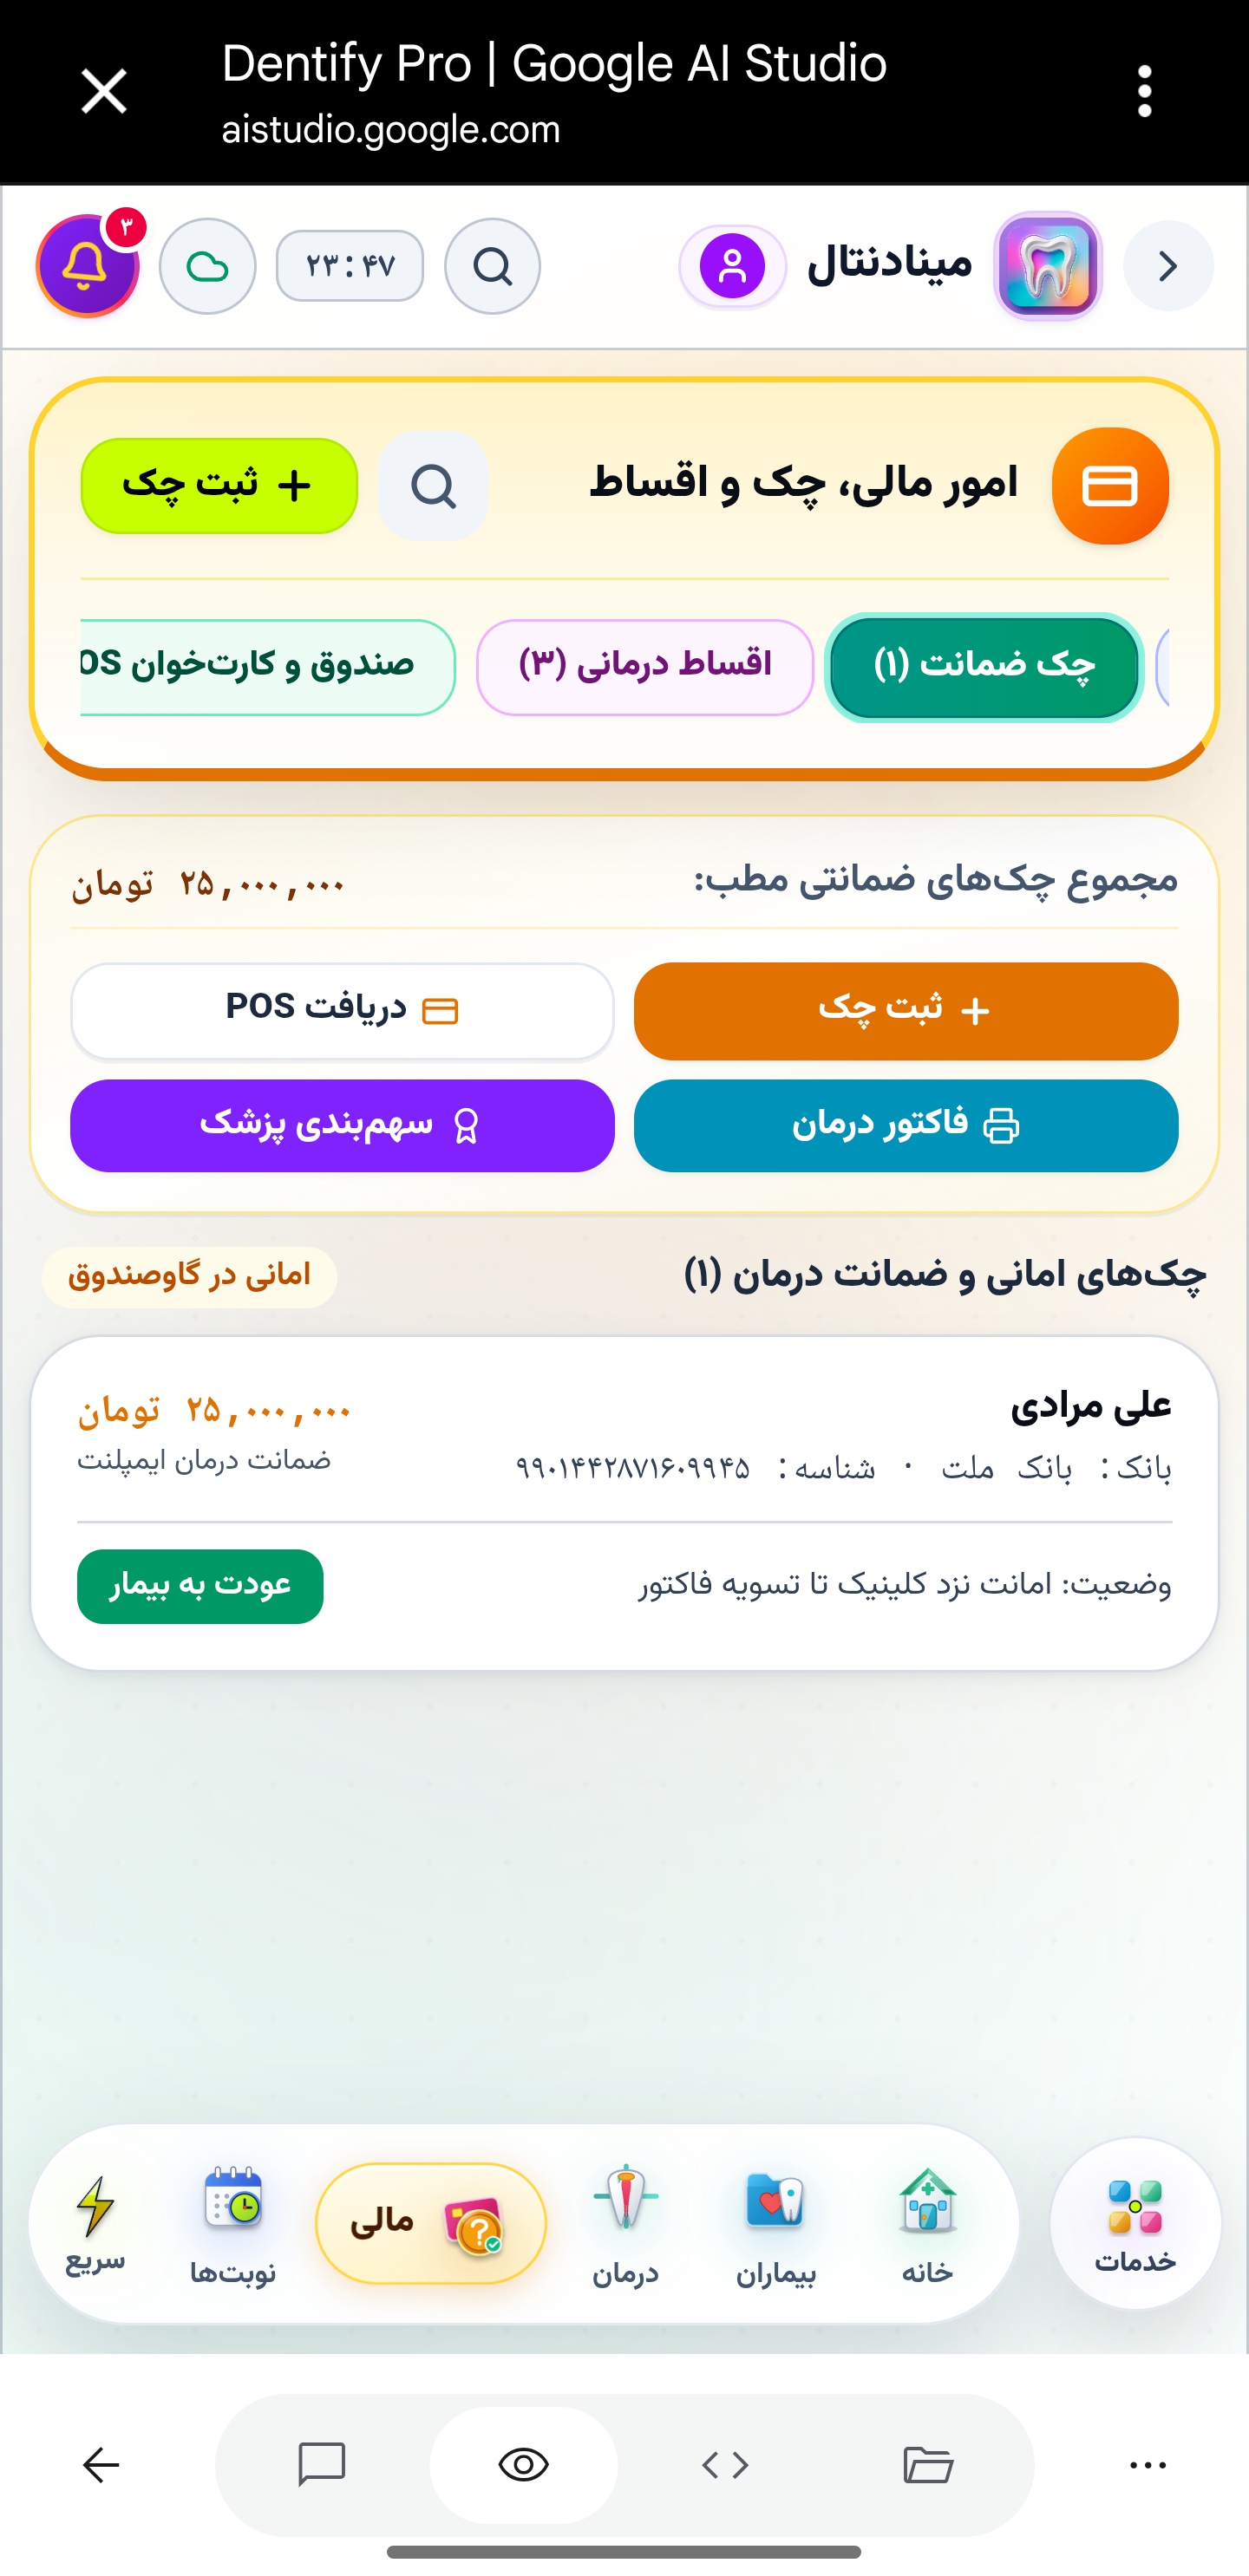 Dentify Pro | Google AI Studio
aistudio.google.com
مینادنتال
۲۳:۴۷
۳
امور مالی، چک و اقساط
+ ثبت چک
چک ضمانت (۱)
اقساط درمانی (۳)
صندوق و کارت‌خوان OS
مجموع چک‌های ضمانتی مطب:
۲۵,۰۰۰,۰۰۰ تومان
+ ثبت چک
دریافت POS
فاکتور درمان
سهم‌بندی پزشک
چک‌های امانی و ضمانت درمان (۱)
امانی در گاوصندوق
علی مرادی
۲۵,۰۰۰,۰۰۰ تومان
بانک: بانک ملت · شناسه: ۹۹۰۱۴۴۲۸۷۱۶۰۹۹۴۵
ضمانت درمان ایمپلنت
وضعیت: امانت نزد کلینیک تا تسویه فاکتور
عودت به بیمار
خدمات
خانه
بیماران
درمان
مالی
نوبت‌ها
سریع